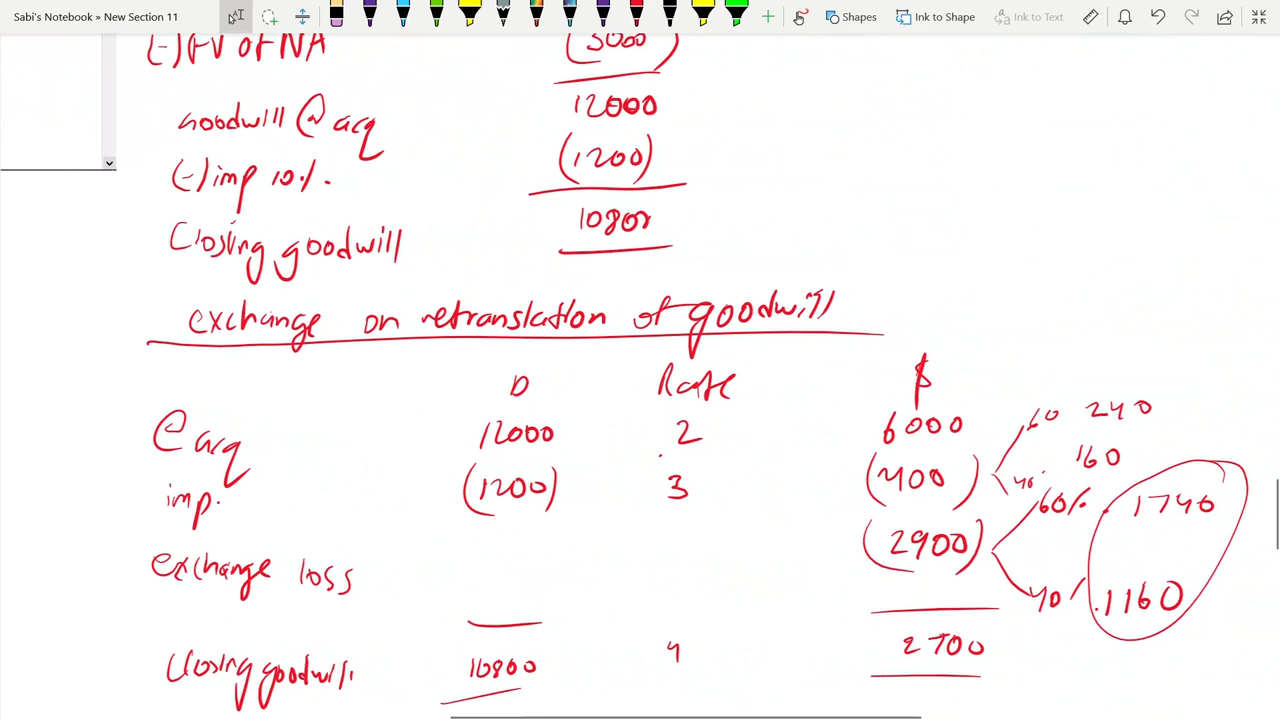 Sabi's Notebook » New Section 11
Shapes
Ink to Shape
Ink to Text
(-) FV of NA (3000)
12000
Goodwill @ acq
(-) imp 10%. (1200)
Closing goodwill 10800
exchange on retranslation of goodwill
D Rate $
@ acq 12000 2 6000
imp. (1200) 3 (400)
60 240
40% 160
exchange loss (2900)
60% 1740
40% 1160
Closing goodwill 10800 4 2700